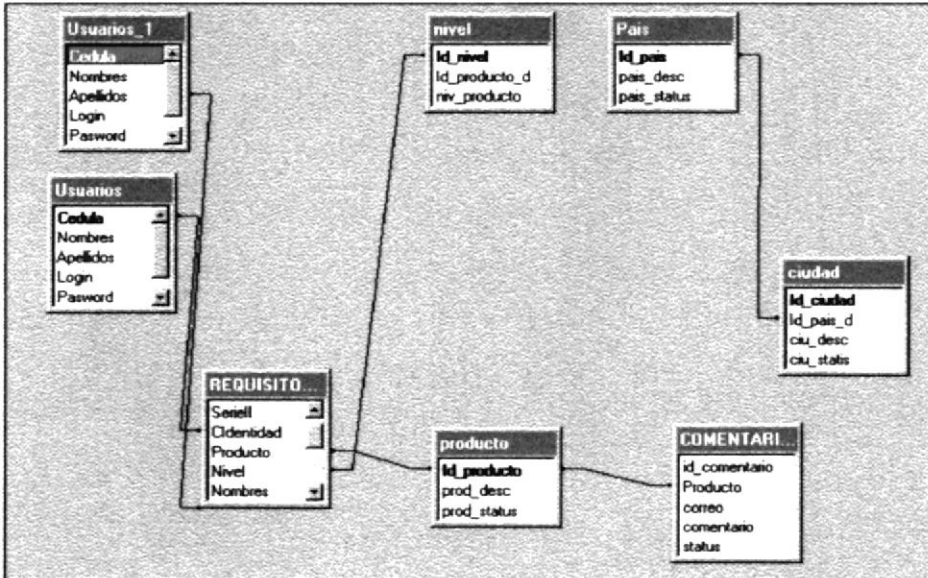 Usuarios_1
Cedula
Nombres
Apellidos
Login
Pasword
Usuarios
Cedula
Nombres
Apellidos
Login
Pasword
nivel
Id_nivel
Id_producto_d
niv_producto
Pais
Id_pais
pais_desc
pais_status
ciudad
Id_ciudad
Id_pais_d
ciu_desc
ciu_statis
REQUISITO...
Seriell
CIdentidad
Producto
Nivel
Nombres
producto
Id_producto
prod_desc
prod_status
COMENTARI...
id_comentario
Producto
correo
comentario
status